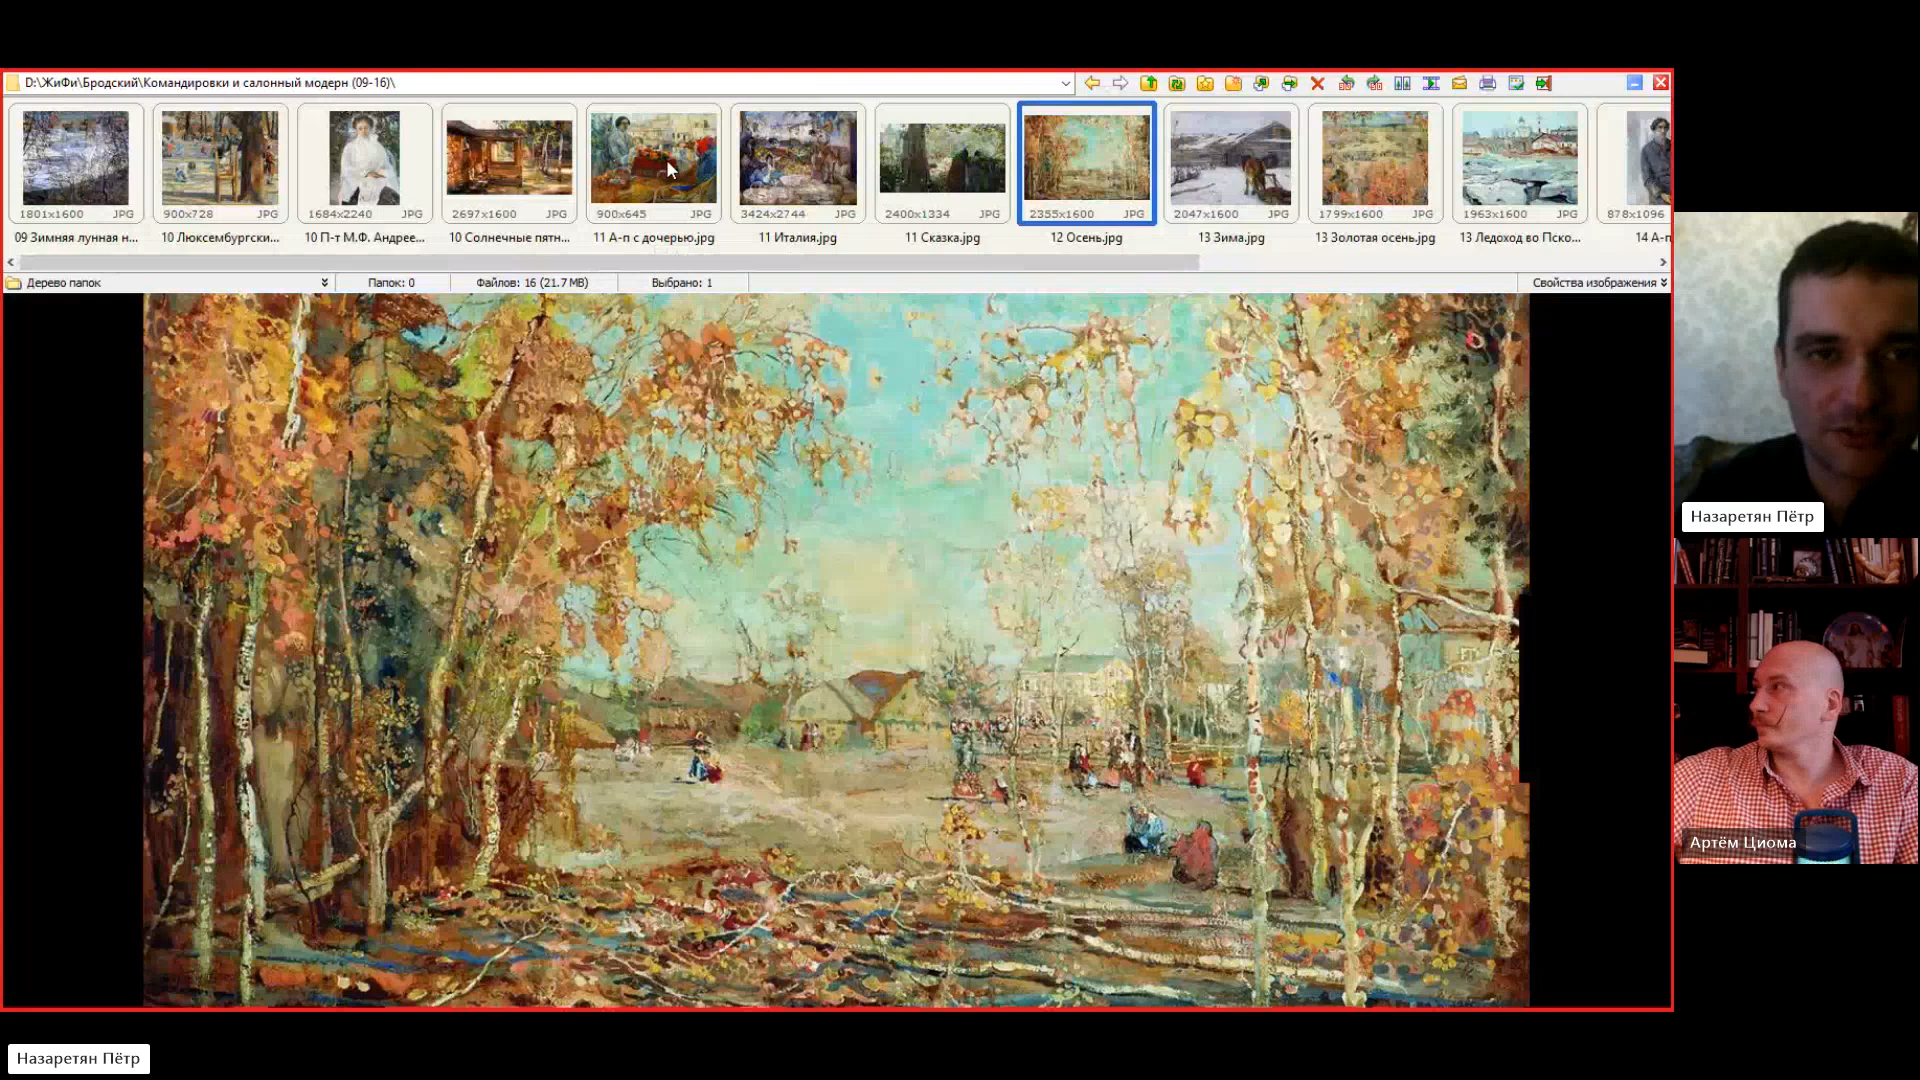 D:\ЖиФи\Бродский\Командировки и салонный модерн (09-16)\
1801x1600 JPG
900x728 JPG
1684x2240 JPG
2697x1600 JPG
900x645 JPG
3424x2744 JPG
2400x1334 JPG
2355x1600 JPG
2047x1600 JPG
1799x1600 JPG
1963x1600 JPG
878x1096
09 Зимняя лунная н...
10 Люксембургски...
10 П-т М.Ф. Андрее...
10 Солнечные пятн...
11 А-п с дочерью.jpg
11 Италия.jpg
11 Сказка.jpg
12 Осень.jpg
13 Зима.jpg
13 Золотая осень.jpg
13 Ледоход во Пско...
14 А-п
Дерево папок
Папок: 0
Файлов: 16 (21.7 MB)
Выбрано: 1
Свойства изображения
Назаретян Пётр
Артём Циома
Назаретян Пётр